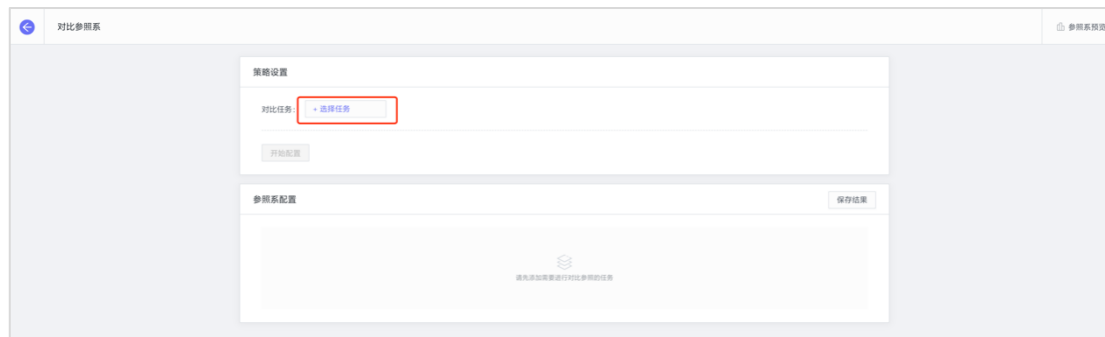 对比参照系
参照系预览
策略设置
对比任务:
+ 选择任务
开始配置
参照系配置
保存结果
请先添加需要进行对比参照的任务